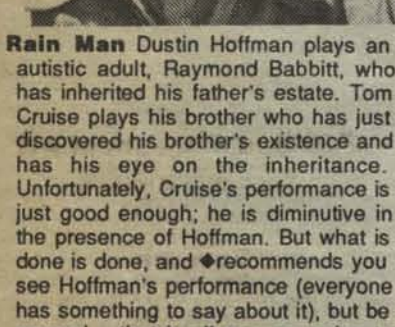 Rain Man Dustin Hoffman plays an
autistic adult, Raymond Babbitt, who
has inherited his father's estate. Tom
Cruise plays his brother who has just
discovered his brother's existence and
has his eye on the inheritance.
Unfortunately, Cruise's performance is
just good enough; he is diminutive in
the presence of Hoffman. But what is
done is done, and ◆recommends you
see Hoffman's performance (everyone
has something to say about it), but be